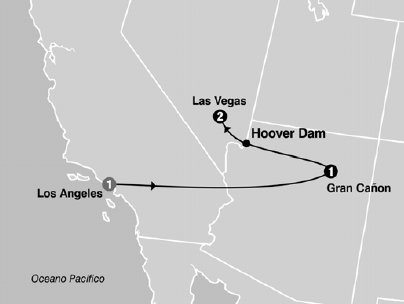 Las Vegas
2
Hoover Dam
1
Gran Cañon
1
Los Angeles
Oceano Pacifico